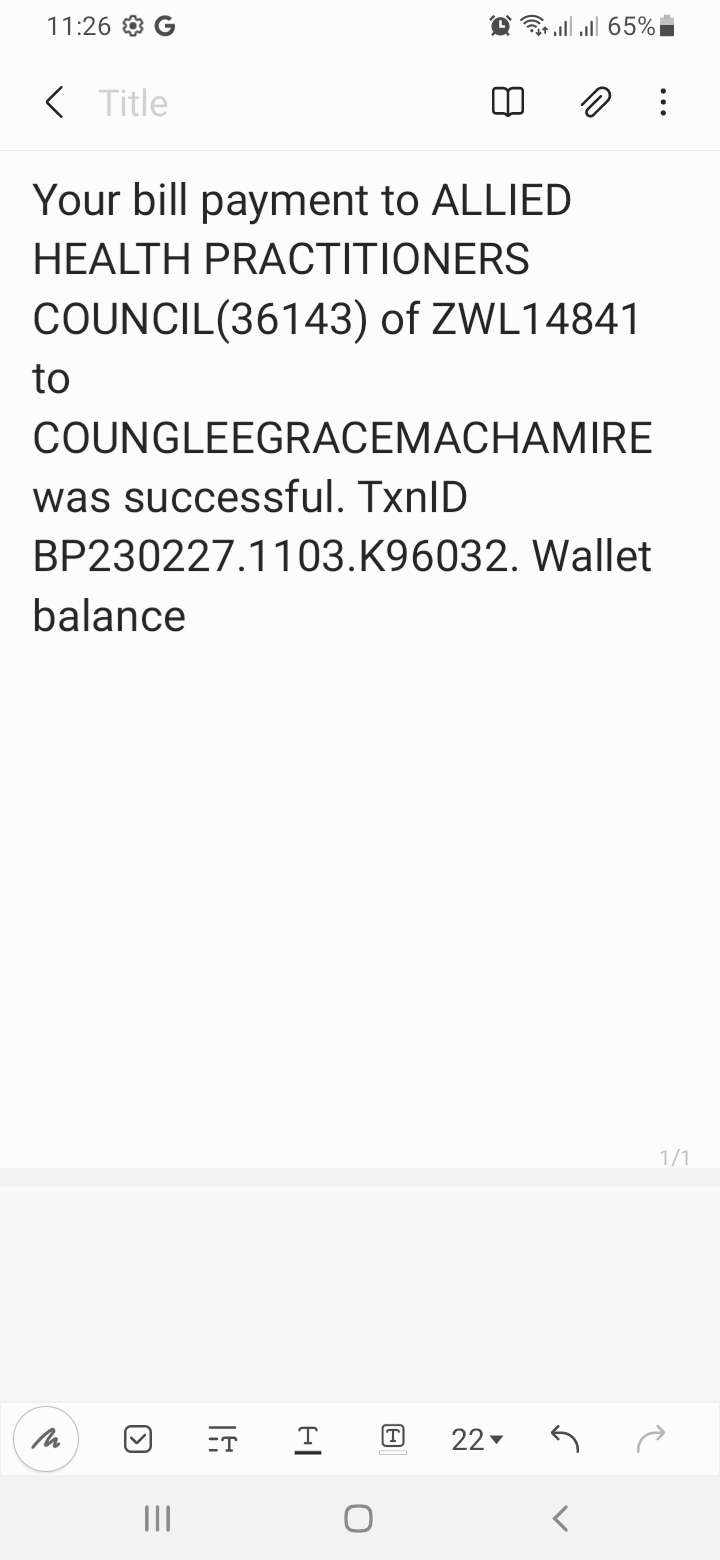 11:26 G 65%
Title
Your bill payment to ALLIED
HEALTH PRACTITIONERS
COUNCIL(36143) of ZWL14841
to
COUNGLEEGRACEMACHAMIRE
was successful. TxnID
BP230227.1103.K96032. Wallet
balance
1/1
T T T 22